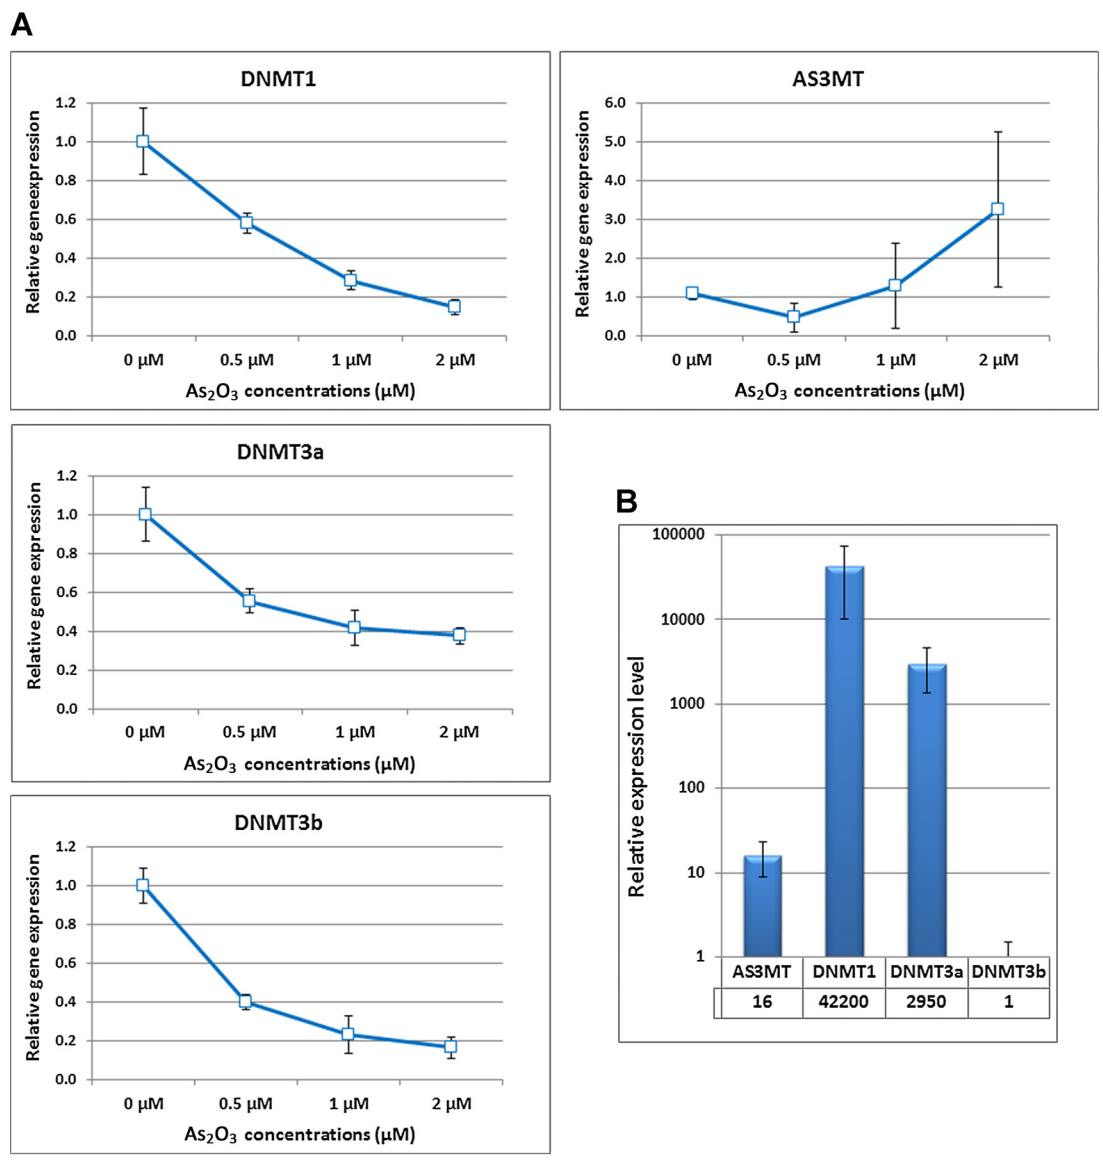 A
DNMT1
Relative geneexpression
1.2
1.0
0.8
0.6
0.4
0.2
0.0
0 µM 0.5 µM 1 µM 2 µM
As2O3 concentrations (µM)
AS3MT
Relative gene expression
6.0
5.0
4.0
3.0
2.0
1.0
0.0
0 µM 0.5 µM 1 µM 2 µM
As2O3 concentrations (µM)
DNMT3a
Relative gene expression
1.2
1.0
0.8
0.6
0.4
0.2
0.0
0 µM 0.5 µM 1 µM 2 µM
As2O3 concentrations (µM)
DNMT3b
Relative gene expression
1.2
1.0
0.8
0.6
0.4
0.2
0.0
0 µM 0.5 µM 1 µM 2 µM
As2O3 concentrations (µM)
B
Relative expression level
100000
10000
1000
100
10
1
AS3MT DNMT1 DNMT3a DNMT3b
16 42200 2950 1